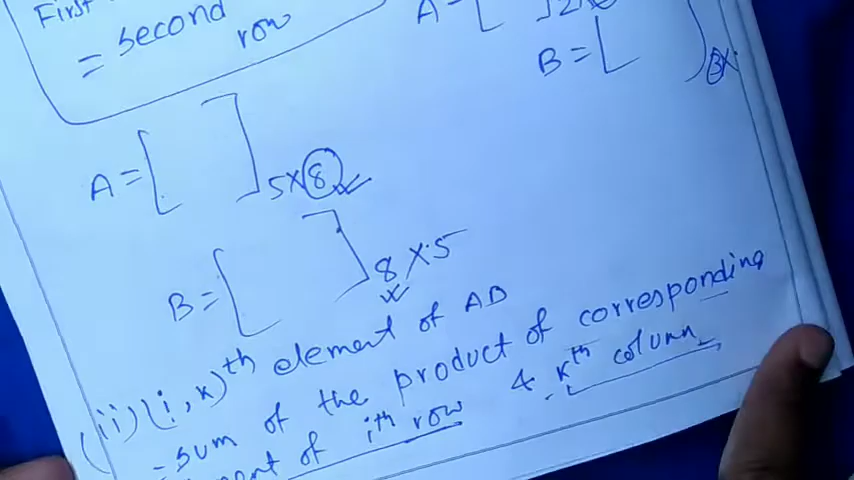 First
= second
row
A = [
B = [ ]
A = [ ] 5×8
B = [ ] 8×5
(ii) (i, k)th element of AB
= sum of the product of corresponding
of ith row & kth column